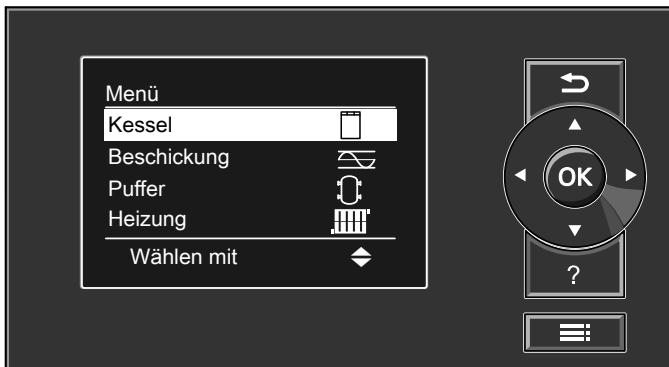 Menü
Kessel
Beschickung
Puffer
Heizung
Wählen mit
OK
?